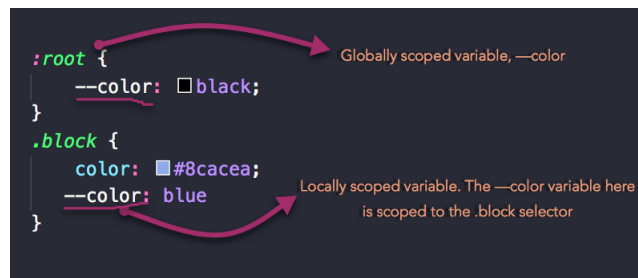 :root {
Globally scoped variable, —color
--color: black;
}
.block {
color: #8cacea;
Locally scoped variable. The —color variable here
--color: blue
is scoped to the .block selector
}